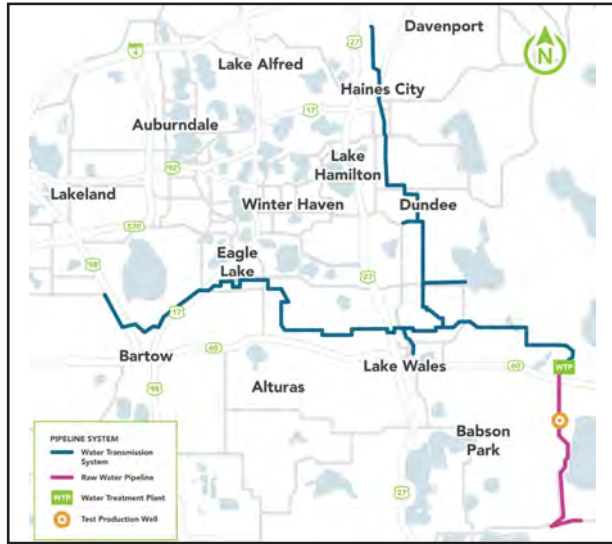 Davenport
27
4
Lake Alfred
N
Haines City
17
Auburndale
Lake
Hamilton
92
Lakeland
Winter Haven
Dundee
570
Eagle
Lake
98
27
17
Bartow
60
Lake Wales
60
WTP
98
Alturas
Babson
Park
27
PIPELINE SYSTEM
Water Transmission
System
Raw Water Pipeline
WTP Water Treatment Plant
Test Production Well